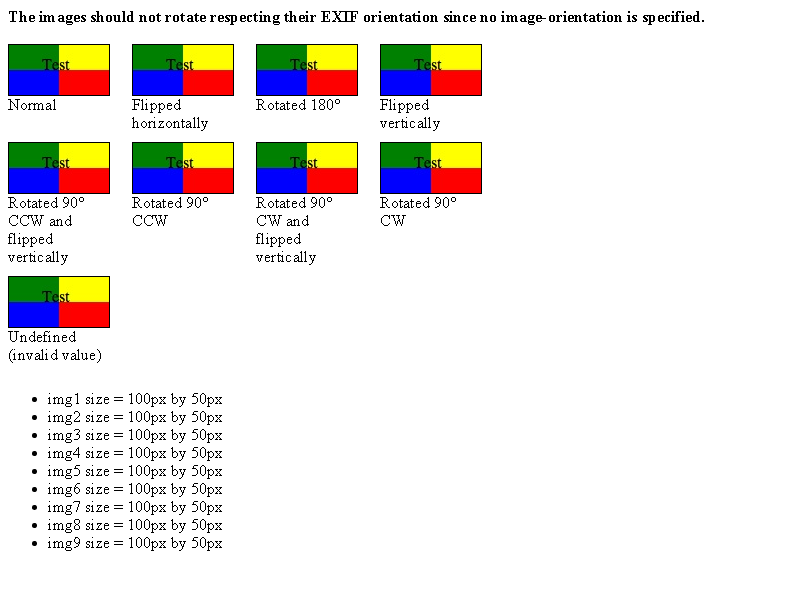 The images should not rotate respecting their EXIF orientation since no image-orientation is specified.
Test
Test
Test
Test
Normal
Flipped
horizontally
Rotated 180°
Flipped
vertically
Test
Test
Test
Test
Rotated 90°
CCW and
flipped
vertically
Rotated 90°
CCW
Rotated 90°
CW and
flipped
vertically
Rotated 90°
CW
Test
Undefined
(invalid value)
• img1 size = 100px by 50px
• img2 size = 100px by 50px
• img3 size = 100px by 50px
• img4 size = 100px by 50px
• img5 size = 100px by 50px
• img6 size = 100px by 50px
• img7 size = 100px by 50px
• img8 size = 100px by 50px
• img9 size = 100px by 50px